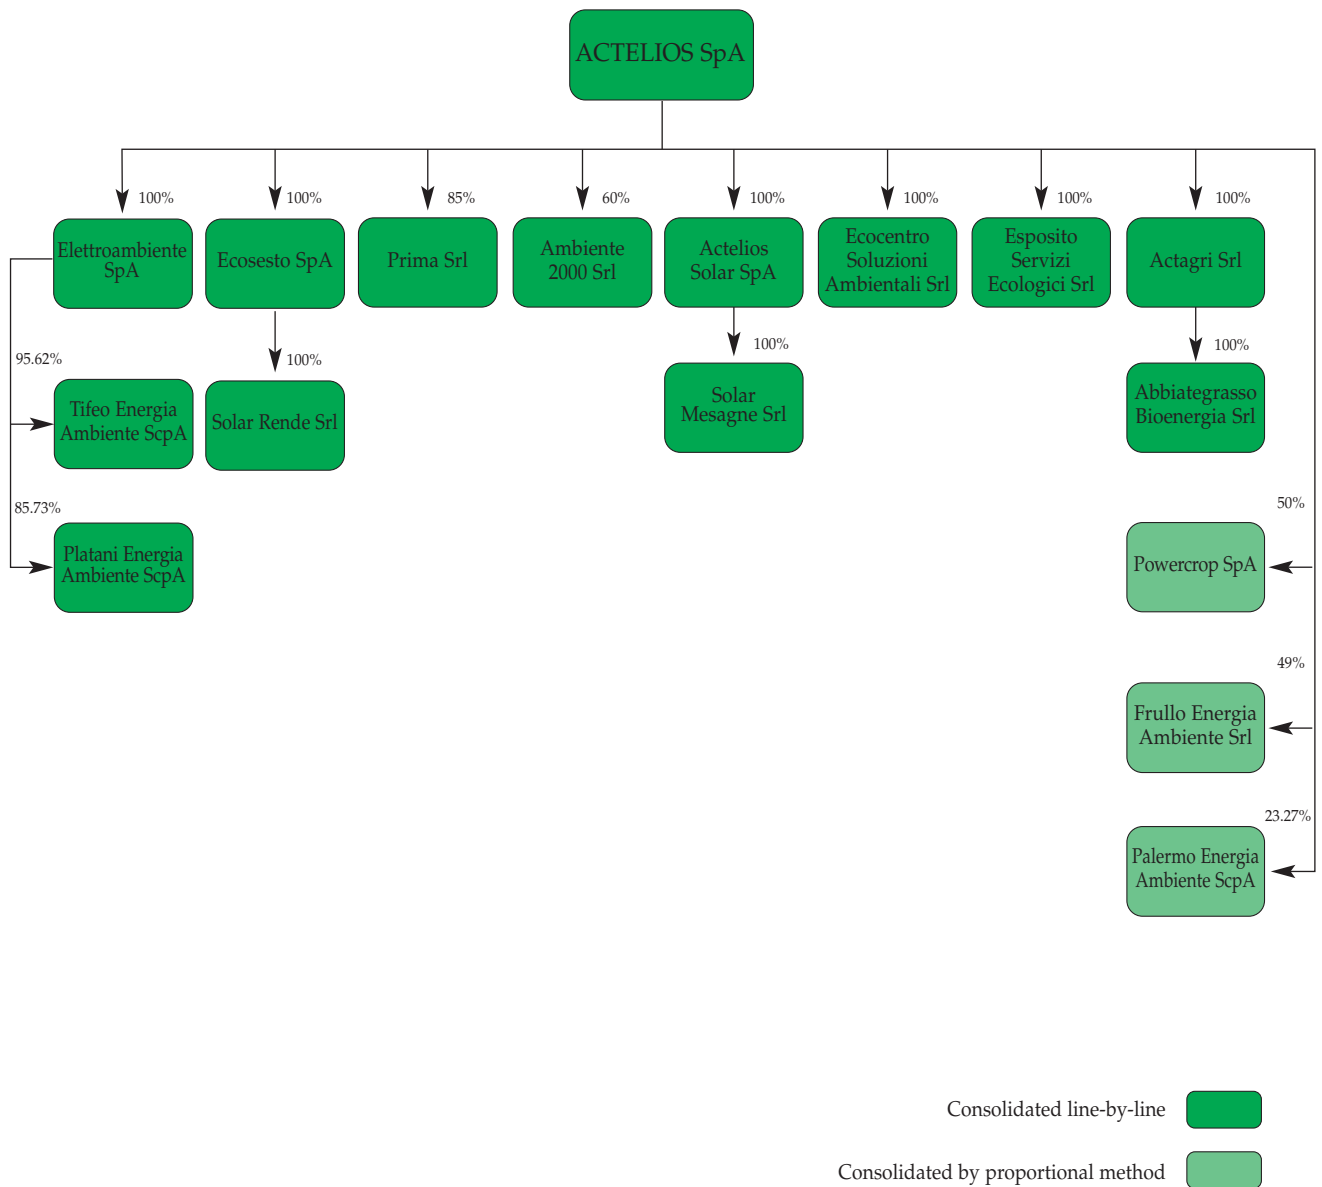 ACTELIOS SpA
100%
100%
85%
60%
100%
100%
100%
100%
Elettroambiente
SpA
Ecosesto SpA
Prima Srl
Ambiente
2000 Srl
Actelios
Solar SpA
Ecocentro
Soluzioni
Ambientali Srl
Esposito
Servizi
Ecologici Srl
Actagri Srl
95.62%
100%
100%
100%
Tifeo Energia
Ambiente ScpA
Solar Rende Srl
Solar
Mesagne Srl
Abbiategrasso
Bioenergia Srl
85.73%
50%
Platani Energia
Ambiente ScpA
Powercrop SpA
49%
Frullo Energia
Ambiente Srl
23.27%
Palermo Energia
Ambiente ScpA
Consolidated line-by-line
Consolidated by proportional method